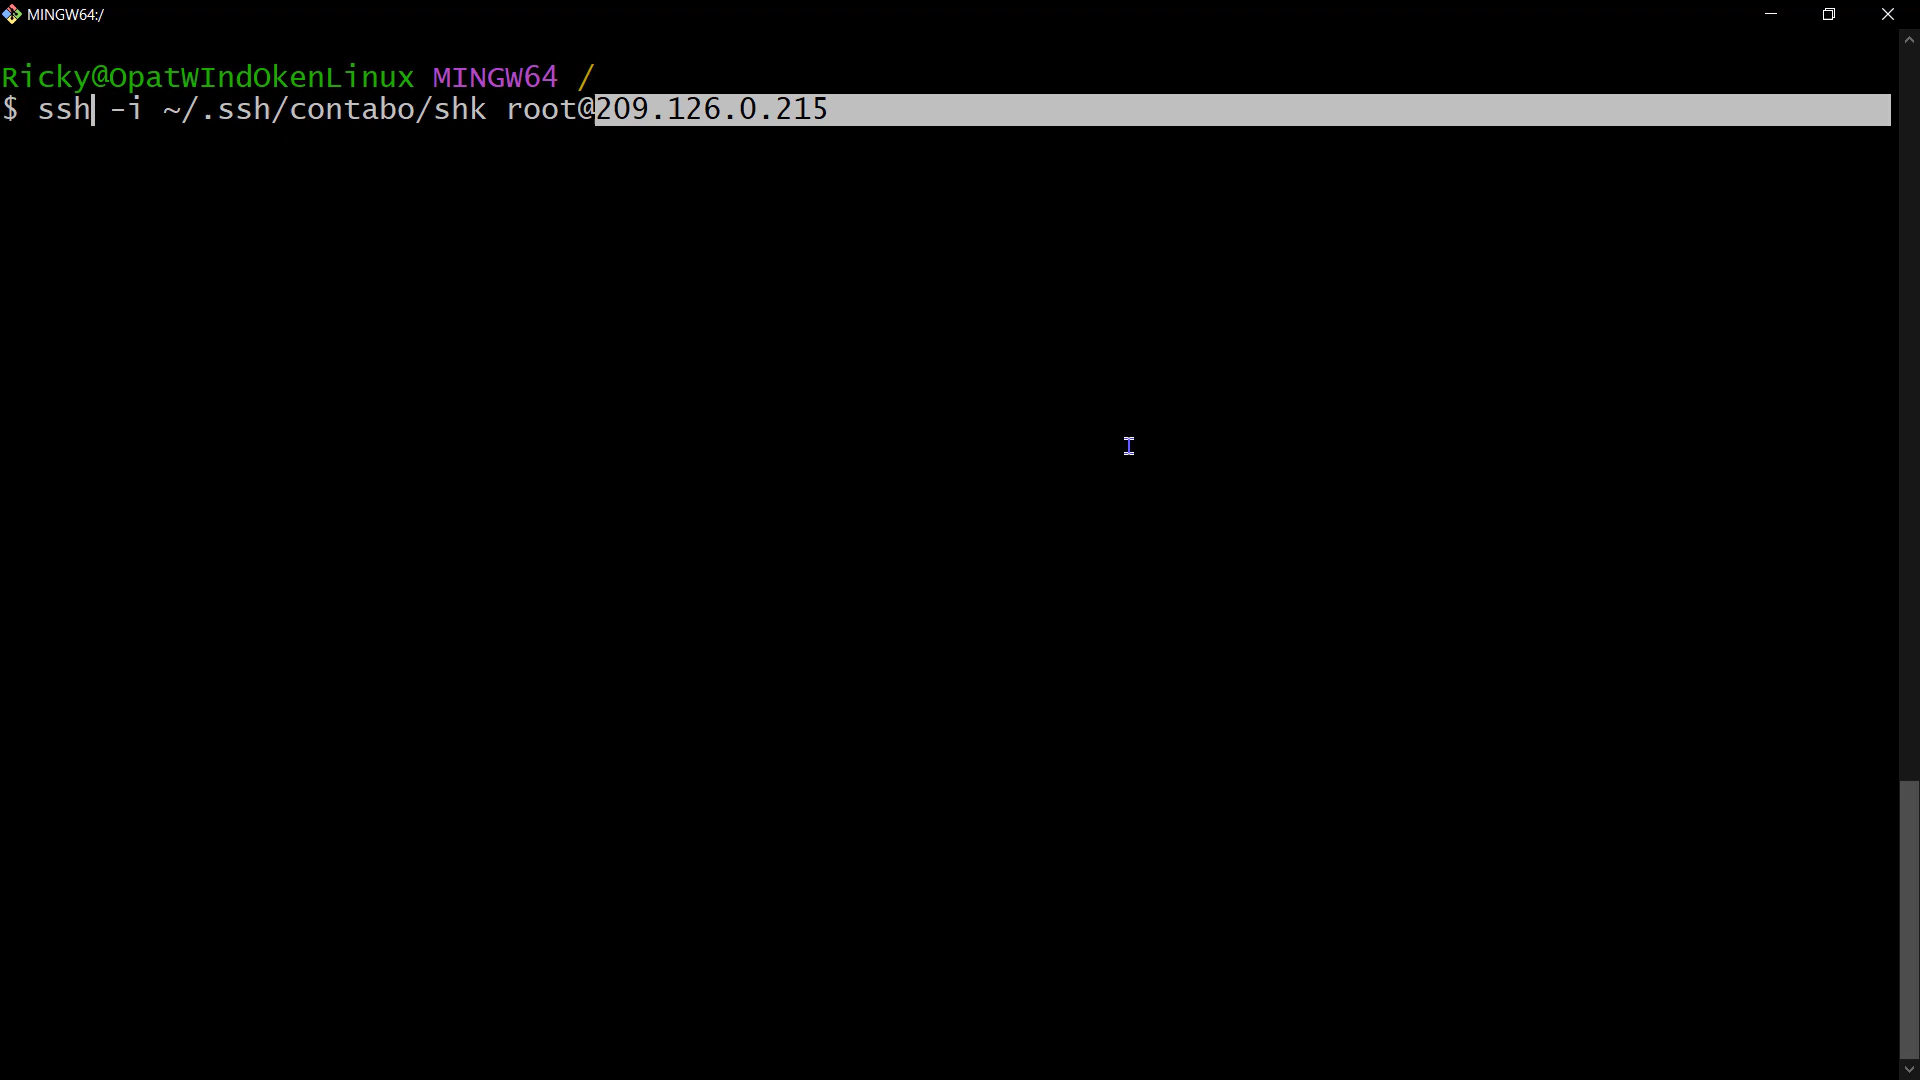 MINGW64:/
Ricky@OpatWIndOkenLinux MINGW64 /
$ ssh -i ~/.ssh/contabo/shk root@209.126.0.215